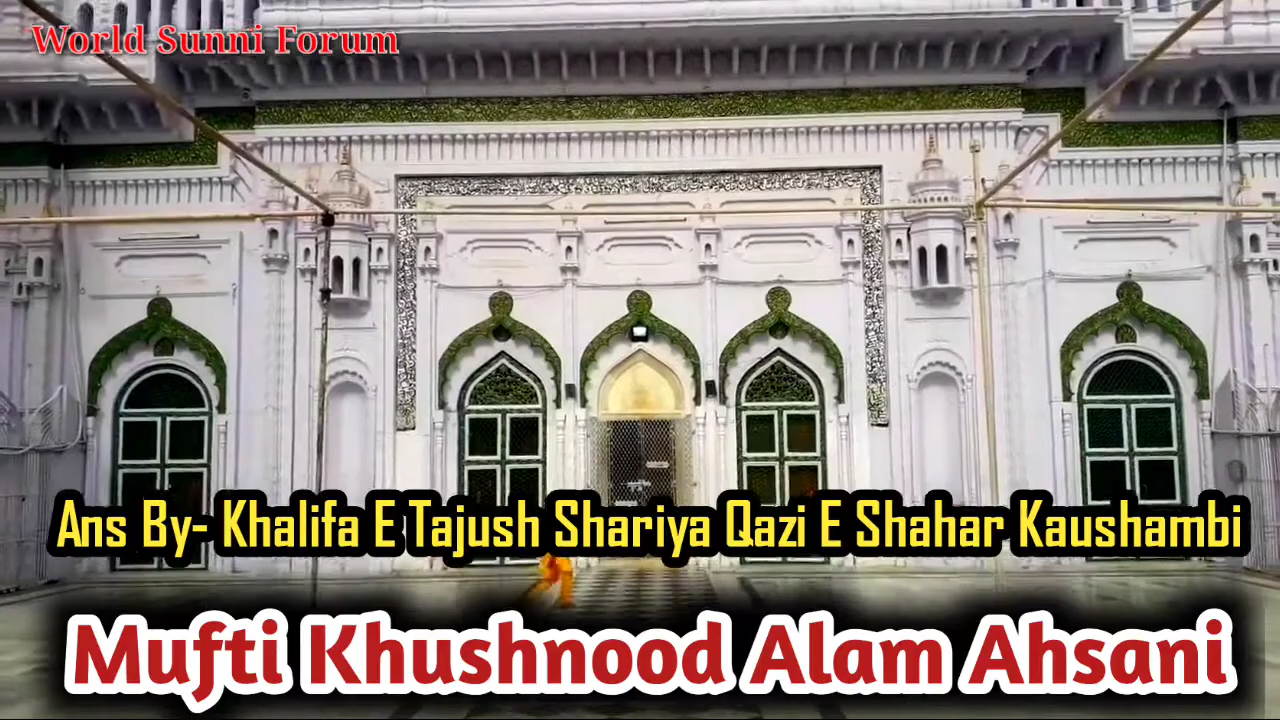 World Sunni Forum
Ans By- Khalifa E Tajush Shariya Qazi E Shahar Kaushambi
Mufti Khushnood Alam Ahsani